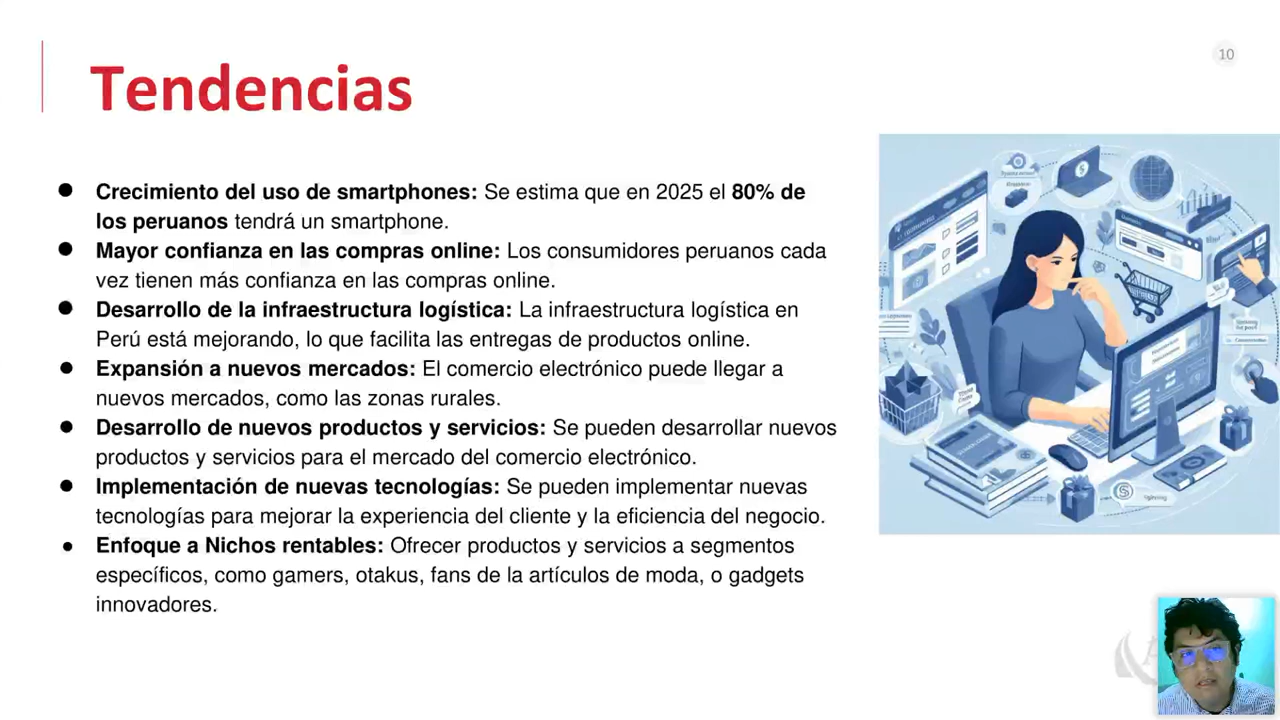 10
Tendencias
● Crecimiento del uso de smartphones: Se estima que en 2025 el 80% de
los peruanos tendrá un smartphone.
● Mayor confianza en las compras online: Los consumidores peruanos cada
vez tienen más confianza en las compras online.
● Desarrollo de la infraestructura logística: La infraestructura logística en
Perú está mejorando, lo que facilita las entregas de productos online.
● Expansión a nuevos mercados: El comercio electrónico puede llegar a
nuevos mercados, como las zonas rurales.
● Desarrollo de nuevos productos y servicios: Se pueden desarrollar nuevos
productos y servicios para el mercado del comercio electrónico.
● Implementación de nuevas tecnologías: Se pueden implementar nuevas
tecnologías para mejorar la experiencia del cliente y la eficiencia del negocio.
● Enfoque a Nichos rentables: Ofrecer productos y servicios a segmentos
específicos, como gamers, otakus, fans de la artículos de moda, o gadgets
innovadores.